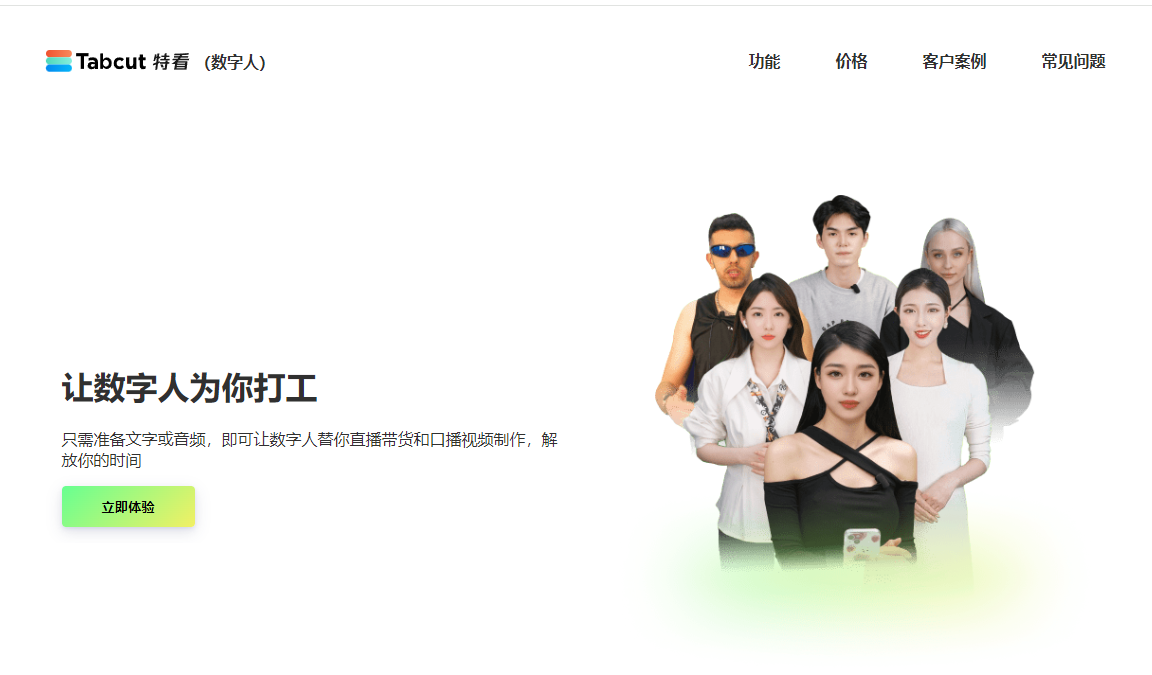 Tabcut 特看 (数字人)
功能 价格 客户案例 常见问题
让数字人为你打工
只需准备文字或音频，即可让数字人替你直播带货和口播视频制作，解
放你的时间
立即体验